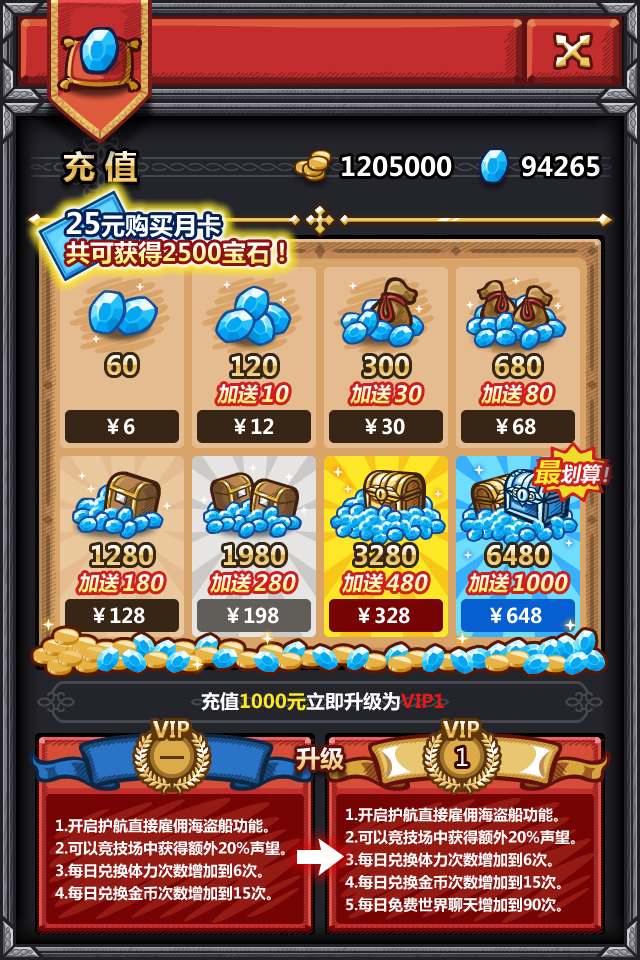 充值
1205000
94265
25元购买月卡
共可获得2500宝石！
60
¥6
120
加送10
¥12
300
加送30
¥30
680
加送80
¥68
1280
加送180
¥128
1980
加送280
¥198
3280
加送480
¥328
最划算!
6480
加送1000
¥648
充值1000元立即升级为VIP1
VIP
一
升级
VIP
1
1.开启护航直接雇佣海盗船功能。
2.可以竞技场中获得额外20%声望。
3.每日兑换体力次数增加到6次。
4.每日兑换金币次数增加到15次。
1.开启护航直接雇佣海盗船功能。
2.可以竞技场中获得额外20%声望。
3.每日兑换体力次数增加到6次。
4.每日兑换金币次数增加到15次。
5.每日免费世界聊天增加到90次。